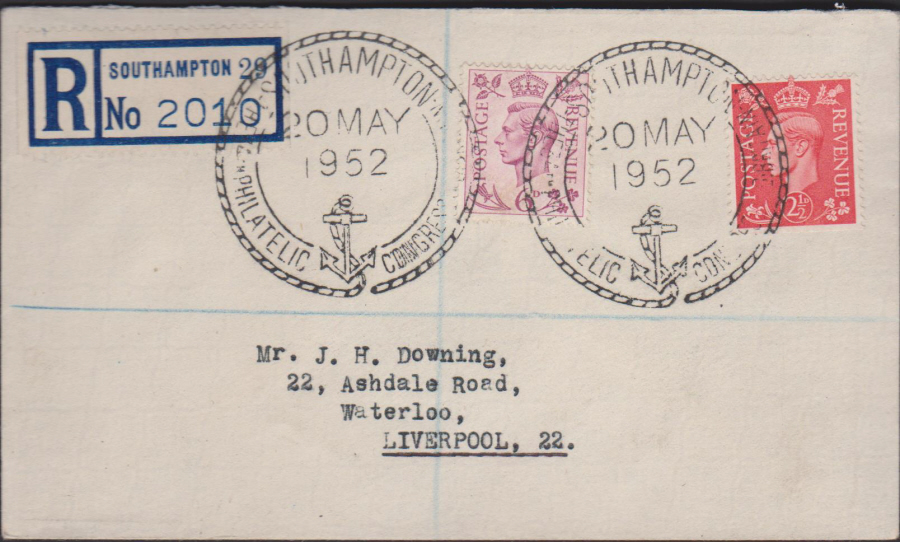 R
SOUTHAMPTON 29
No 2010
SOUTHAMPTON
20 MAY
1952
PHILATELIC CONGRESS
POSTAGE REVENUE
6D
SOUTHAMPTON
20 MAY
1952
POSTAGE REVENUE
2½D
Mr. J. H. Downing,
22, Ashdale Road,
Waterloo,
LIVERPOOL, 22.